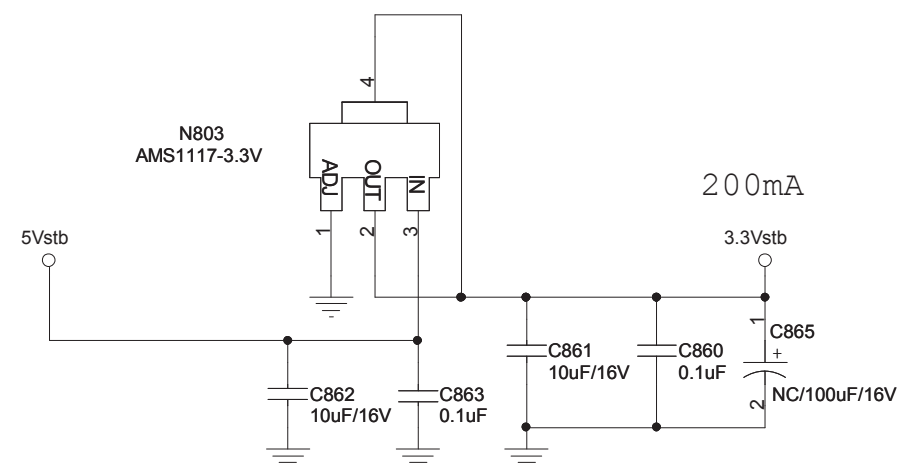 4
N803
AMS1117-3.3V
ADJ
OUT
IN
200mA
1
2
3
5Vstb
3.3Vstb
1
C865
+
C861
10uF/16V
C860
0.1uF
C862
10uF/16V
C863
0.1uF
2
NC/100uF/16V